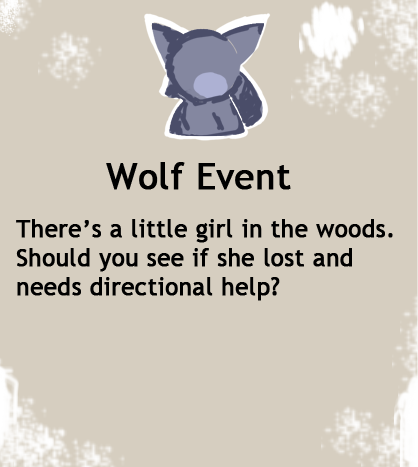 Wolf Event
There’s a little girl in the woods.
Should you see if she lost and
needs directional help?